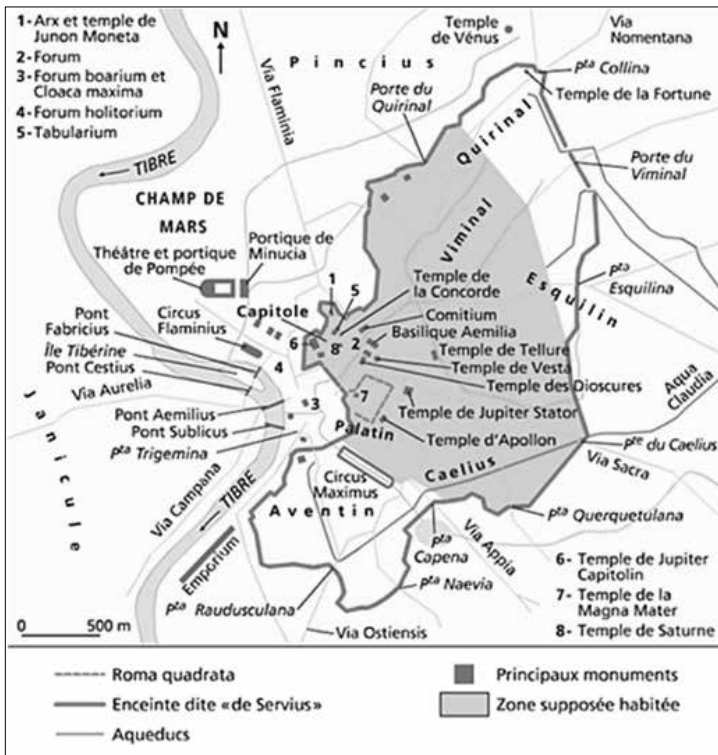 1- Arx et temple de
Junon Moneta
2- Forum
3- Forum boarium et
Cloaca maxima
4- Forum holitorium
5- Tabularium
N
Via Flaminia
Pincius
Temple
de Vénus
Via
Nomentana
Pta Collina
Temple de la Fortune
Porte du
Quirinal
Quirinal
Porte du
Viminal
TIBRE
CHAMP DE
MARS
Viminal
Théâtre et portique
de Pompée
Portique de
Minucia
1
5
Temple de
la Concorde
Esquilin
Pta
Esquilina
Pont
Fabricius
Circus
Flaminius
Capitole
Comitium
6
8
2
Basilique Aemilia
Île Tibérine
Pont Cestius
4
Temple de Tellure
Temple de Vesta
Via Aurelia
Temple des Dioscures
Aqua
Claudia
Janicule
Pont Aemilius
3
7
Temple de Jupiter Stator
Pont Sublicus
Palatin
Temple d'Apollon
Pta Trigemina
Pte du Caelius
Via Campana
Circus
Maximus
Caelius
Via Sacra
TIBRE
Aventin
Pta Querquetulana
Pta
Capena
Via Appia
Emporium
Pta Naevia
Pta Raudusculana
Via Ostiensis
6- Temple de Jupiter
Capitolin
7- Temple de la
Magna Mater
8- Temple de Saturne
0 500 m
Roma quadrata
Enceinte dite «de Servius»
Aqueducs
Principaux monuments
Zone supposée habitée